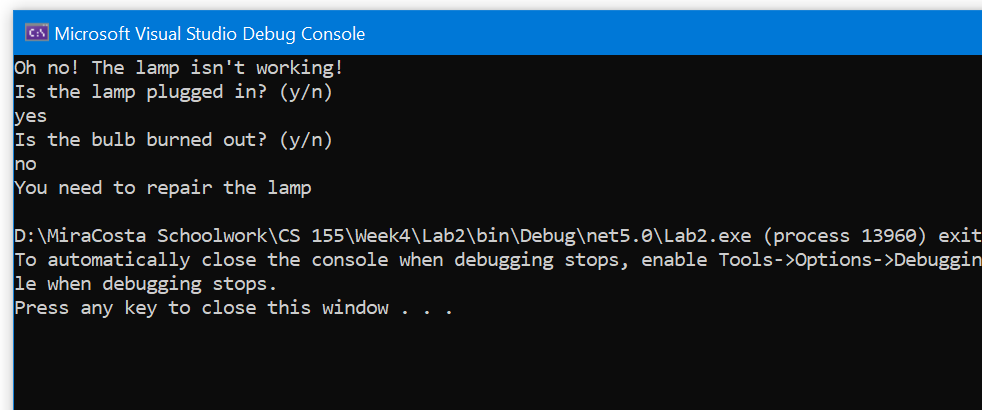 Microsoft Visual Studio Debug Console
Oh no! The lamp isn't working!
Is the lamp plugged in? (y/n)
yes
Is the bulb burned out? (y/n)
no
You need to repair the lamp
D:\MiraCosta Schoolwork\CS 155\Week4\Lab2\bin\Debug\net5.0\Lab2.exe (process 13960) exit
To automatically close the console when debugging stops, enable Tools->Options->Debuggin
le when debugging stops.
Press any key to close this window . . .